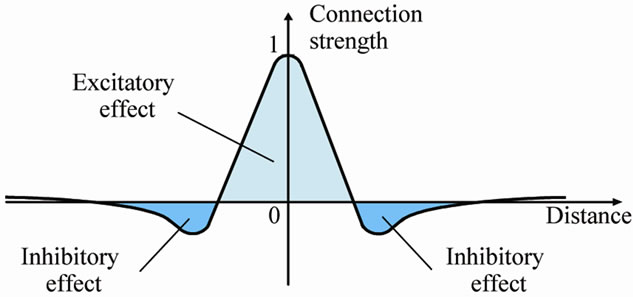 Connection
strength
1
Excitatory
effect
0
Distance
Inhibitory
effect
Inhibitory
effect